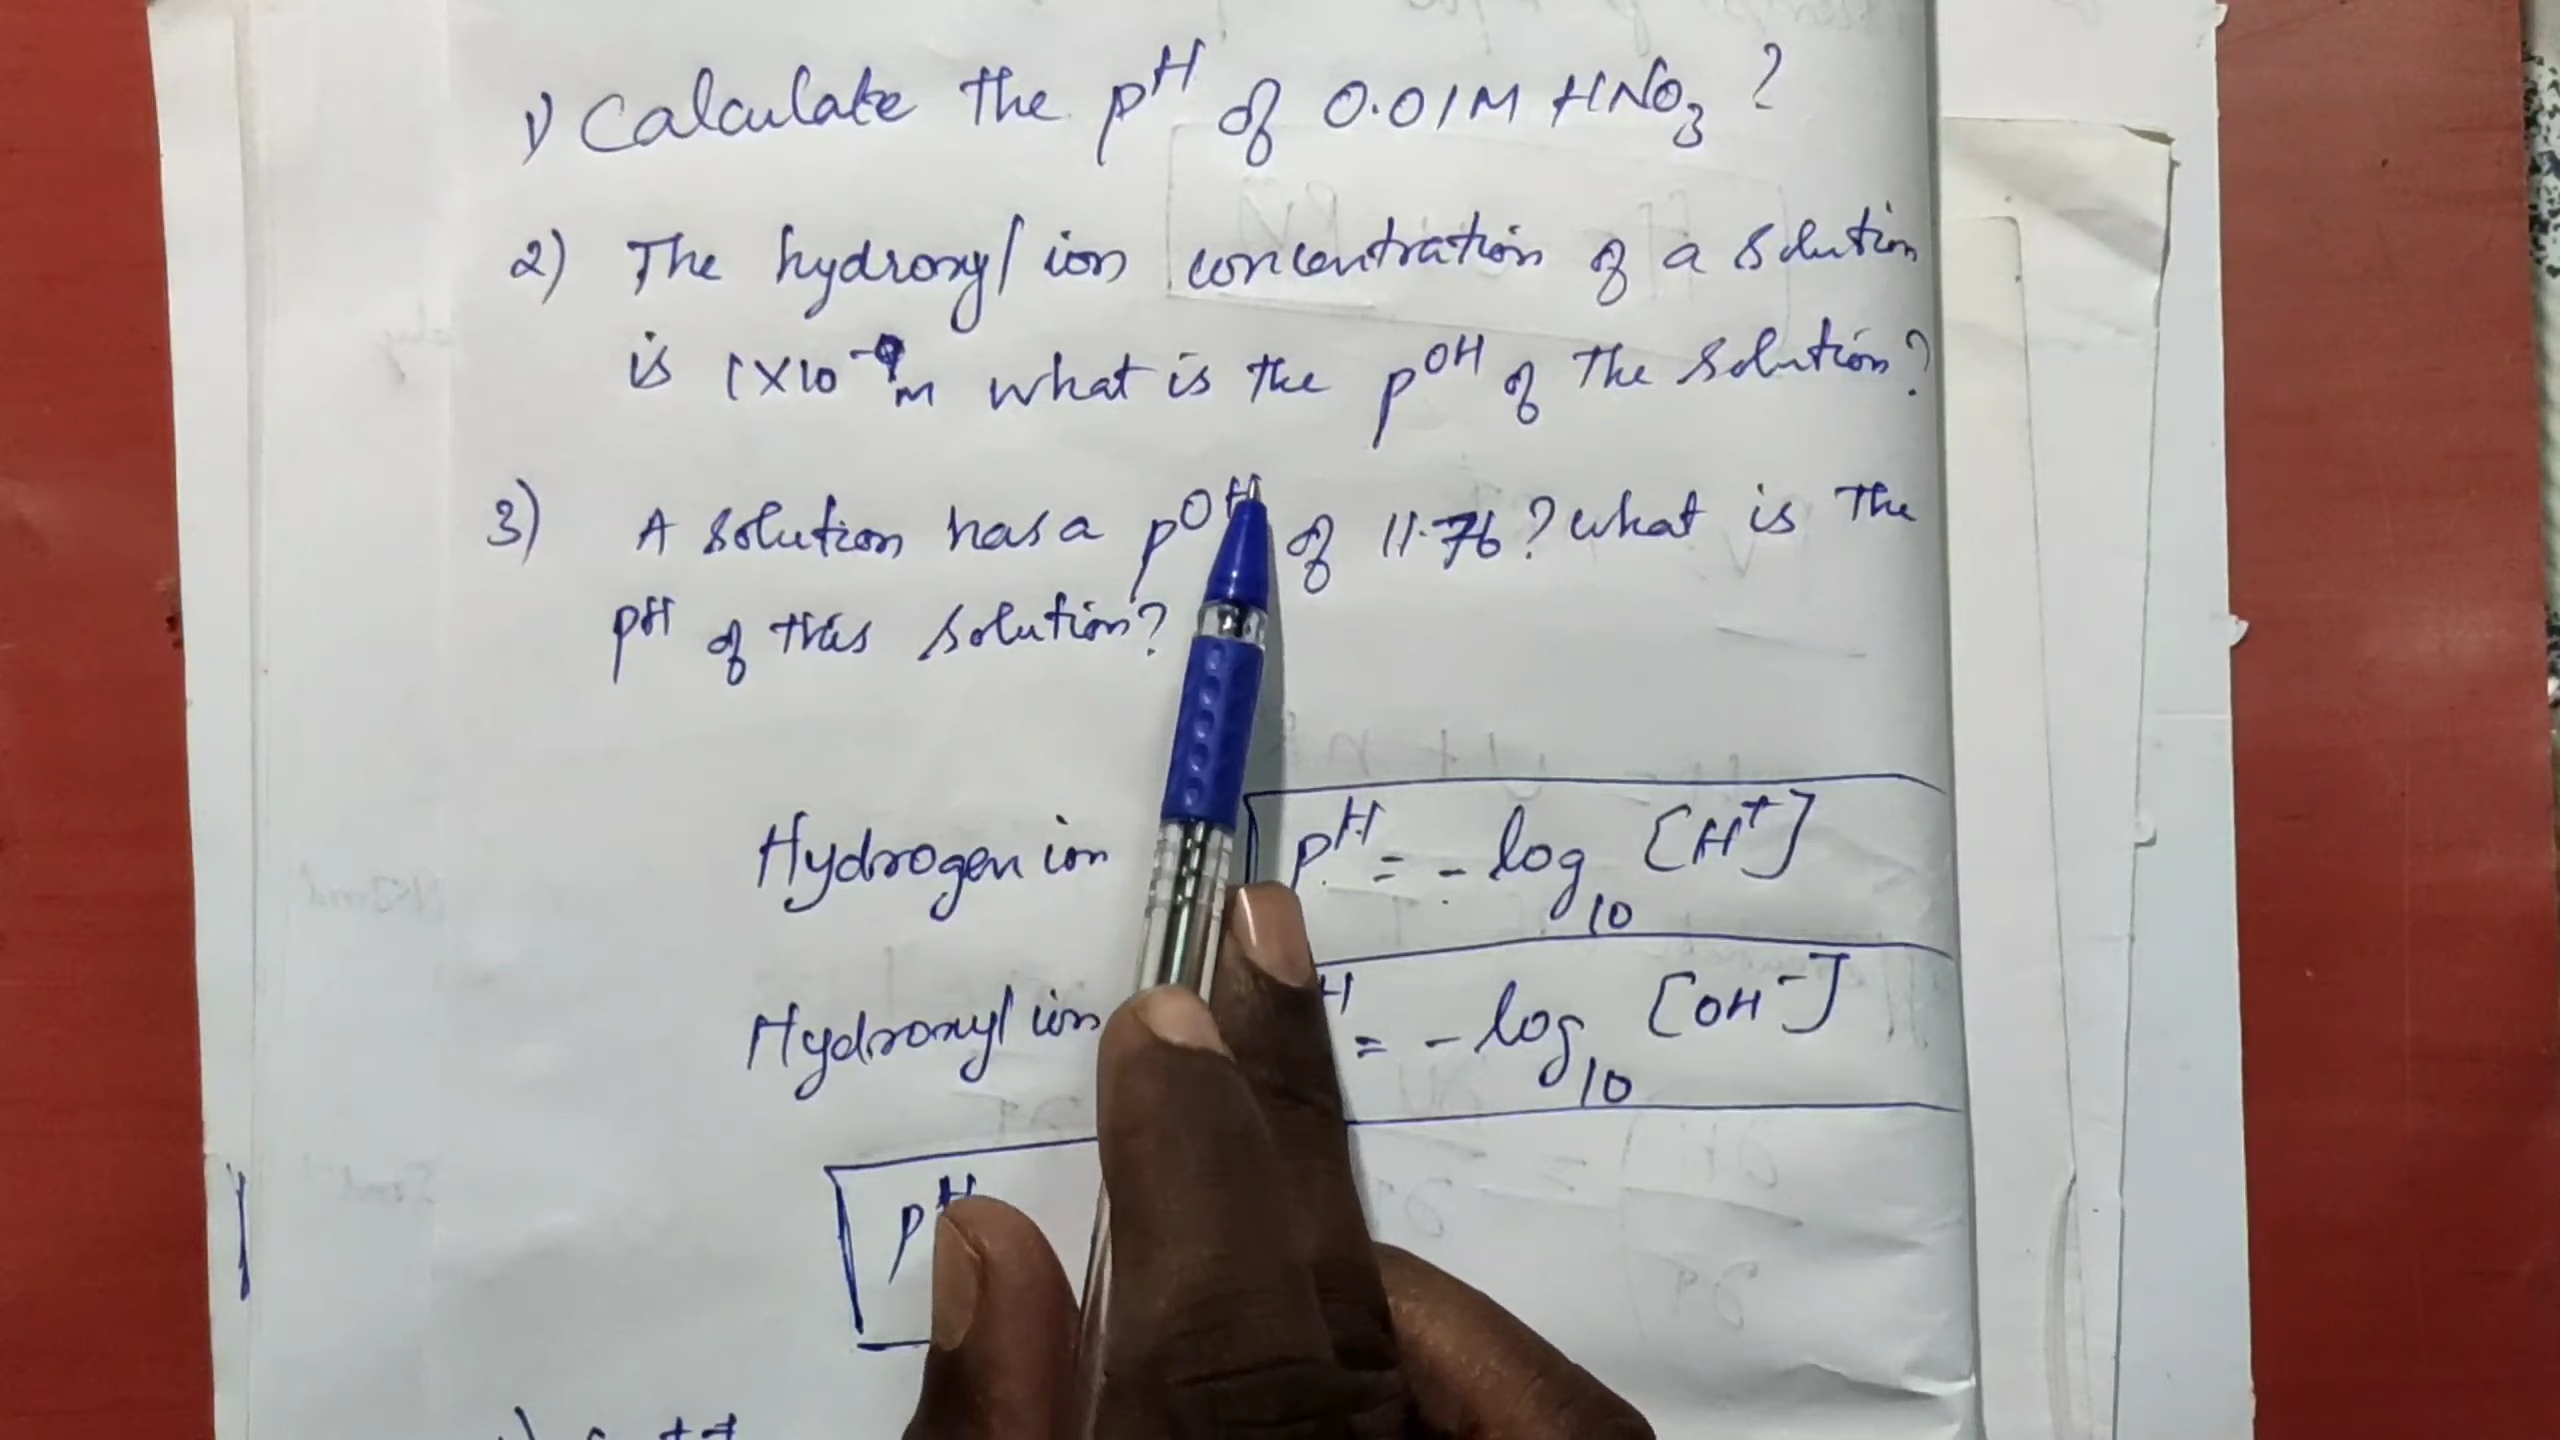 1) Calculate the pH of 0.01M HNO₃ ?
2) The hydroxyl ion concentration of a solution
is 1×10⁻⁹M what is the pOH of the solution?
3) A solution has a pOH of 11.76? what is the
pH of this solution?
Hydrogen ion pH = -log₁₀ [H⁺]
Hydroxyl ion = -log₁₀ [OH⁻]
pH